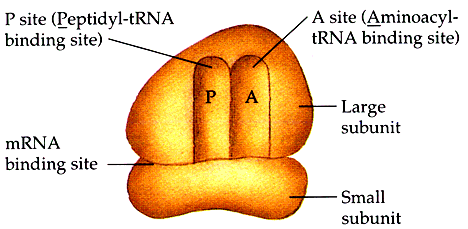 P site (Peptidyl-tRNA
binding site)
A site (Aminoacyl-
tRNA binding site)
P
A
Large
subunit
mRNA
binding site
Small
subunit